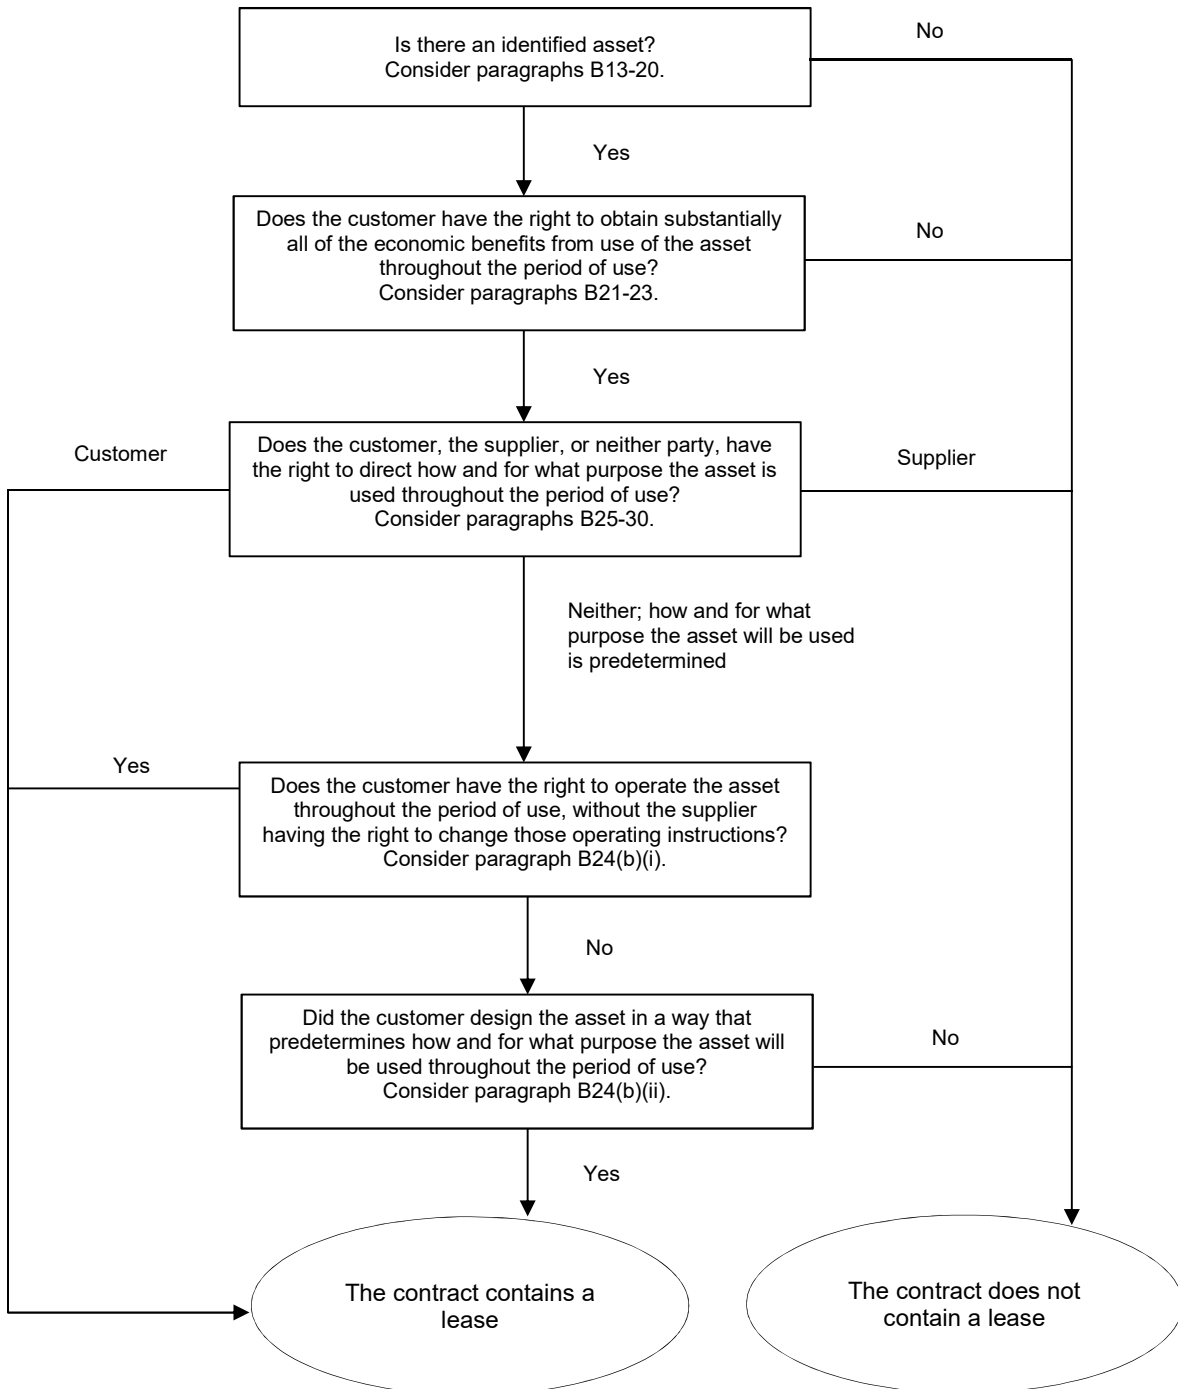 Is there an identified asset?
Consider paragraphs B13-20.
No
Yes
Does the customer have the right to obtain substantially
all of the economic benefits from use of the asset
throughout the period of use?
Consider paragraphs B21-23.
No
Yes
Customer
Does the customer, the supplier, or neither party, have
the right to direct how and for what purpose the asset is
used throughout the period of use?
Consider paragraphs B25-30.
Supplier
Neither; how and for what
purpose the asset will be used
is predetermined
Yes
Does the customer have the right to operate the asset
throughout the period of use, without the supplier
having the right to change those operating instructions?
Consider paragraph B24(b)(i).
No
Did the customer design the asset in a way that
predetermines how and for what purpose the asset will
be used throughout the period of use?
Consider paragraph B24(b)(ii).
No
Yes
The contract contains a
lease
The contract does not
contain a lease